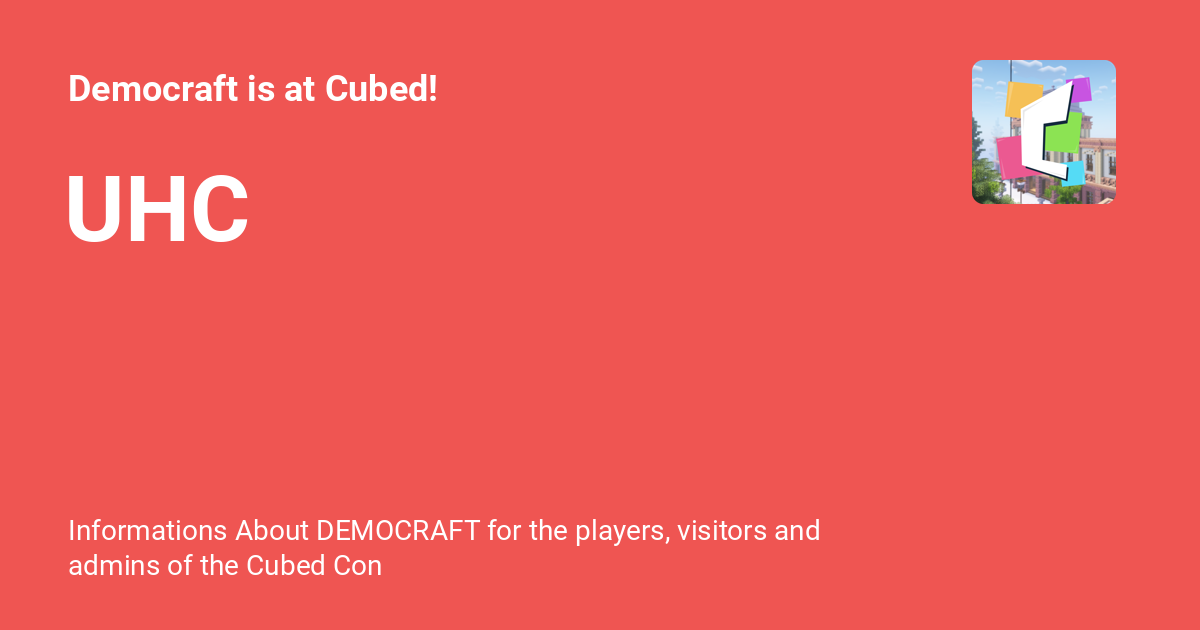 Democraft is at Cubed!
UHC
Informations About DEMOCRAFT for the players, visitors and
admins of the Cubed Con